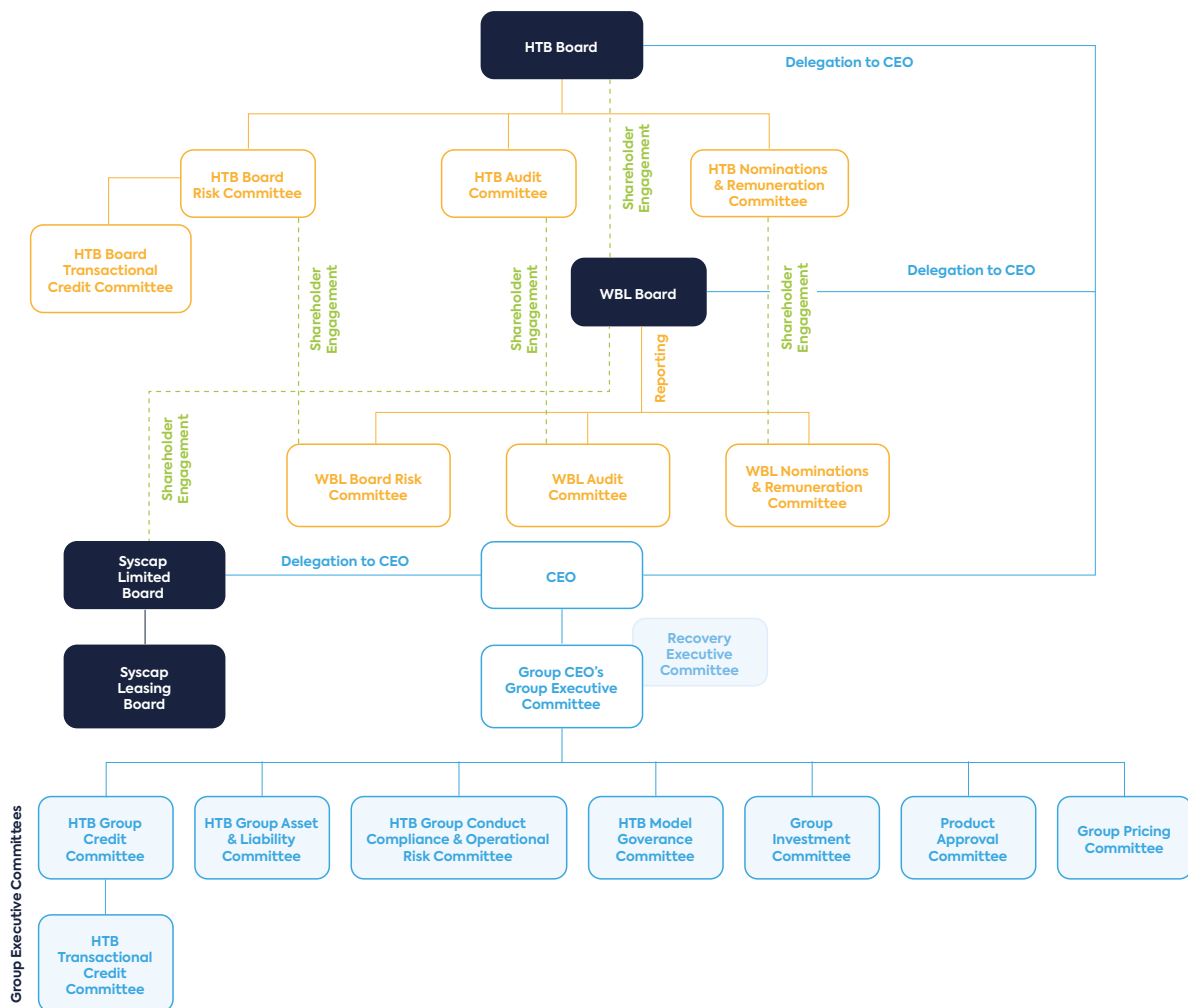 HTB Board
Delegation to CEO
Shareholder
Engagement
HTB Board
Risk Committee
HTB Audit
Committee
HTB Nominations
& Remuneration
Committee
HTB Board
Transactional
Credit Committee
Shareholder
Engagement
Shareholder
Engagement
WBL Board
Shareholder
Engagement
Delegation to CEO
Reporting
Shareholder
Engagement
WBL Board Risk
Committee
WBL Audit
Committee
WBL Nominations
& Remuneration
Committee
Syscap
Limited
Board
Delegation to CEO
CEO
Recovery
Executive
Committee
Syscap
Leasing
Board
Group CEO's
Group Executive
Committee
Group Executive Committees
HTB Group
Credit
Committee
HTB Group Asset
& Liability
Committee
HTB Group Conduct
Compliance & Operational
Risk Committee
HTB Model
Goverance
Committee
Group
Investment
Committee
Product
Approval
Committee
Group Pricing
Committee
HTB
Transactional
Credit
Committee